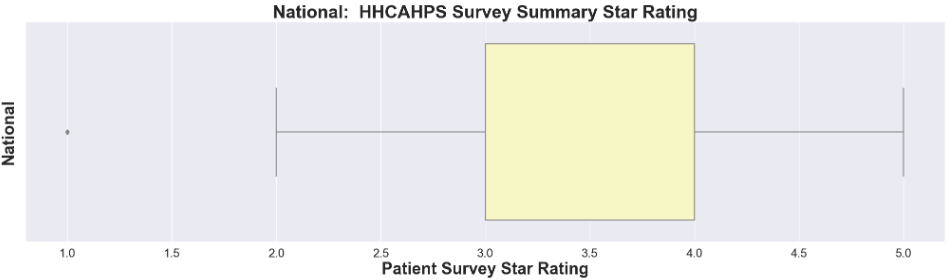 National:  HHCAHPS Survey Summary Star Rating
National
1.0 1.5 2.0 2.5 3.0 3.5 4.0 4.5 5.0
Patient Survey Star Rating